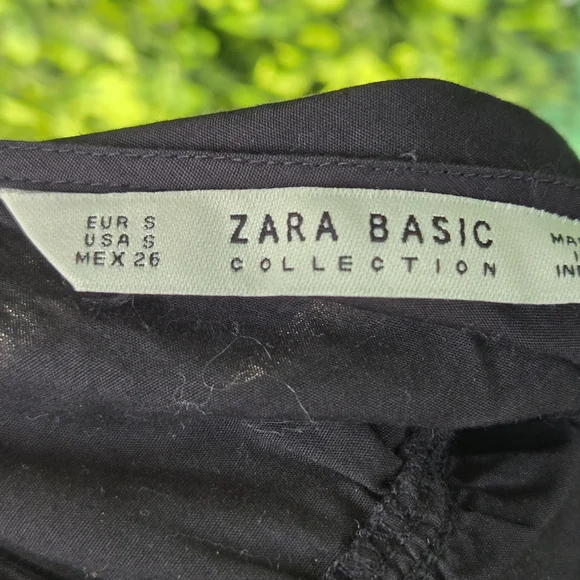 EUR S
USA S
MEX 26
ZARA BASIC
COLLECTION